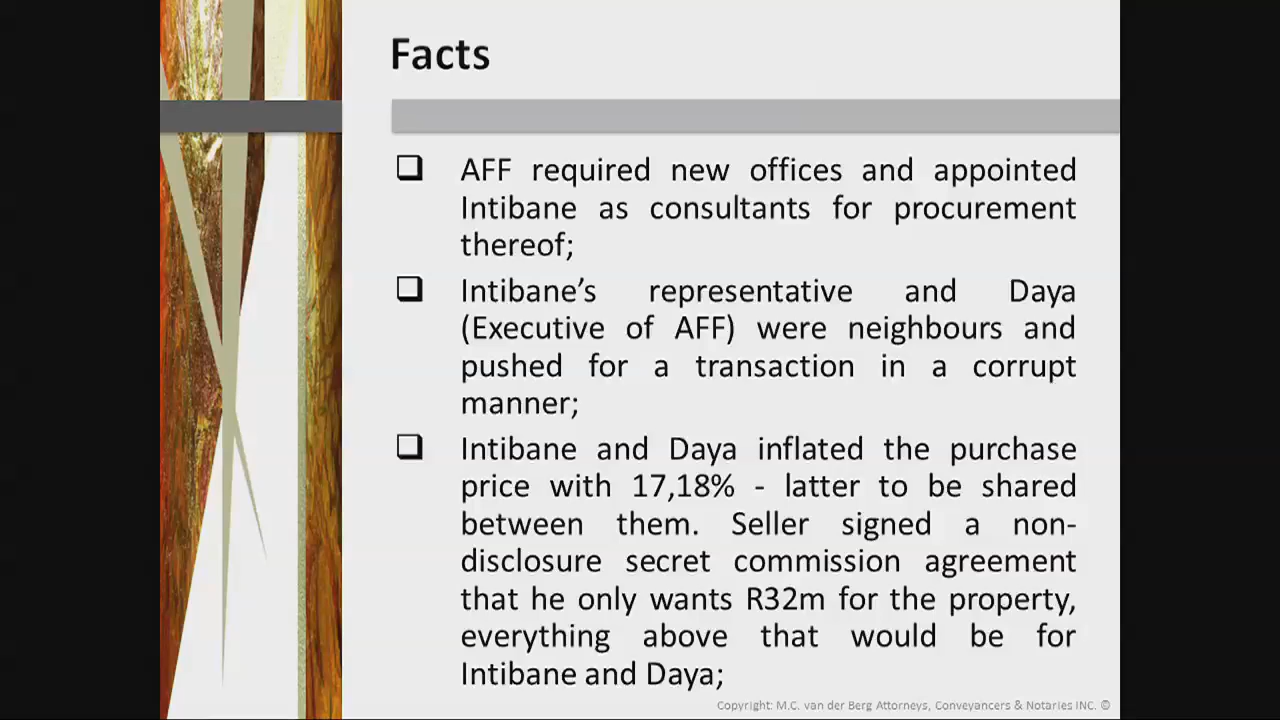 Facts
❑ AFF required new offices and appointed
Intibane as consultants for procurement
thereof;
❑ Intibane’s representative and Daya
(Executive of AFF) were neighbours and
pushed for a transaction in a corrupt
manner;
❑ Intibane and Daya inflated the purchase
price with 17,18% - latter to be shared
between them. Seller signed a non-
disclosure secret commission agreement
that he only wants R32m for the property,
everything above that would be for
Intibane and Daya;
Copyright: M.C. van der Berg Attorneys, Conveyancers & Notaries INC. ©